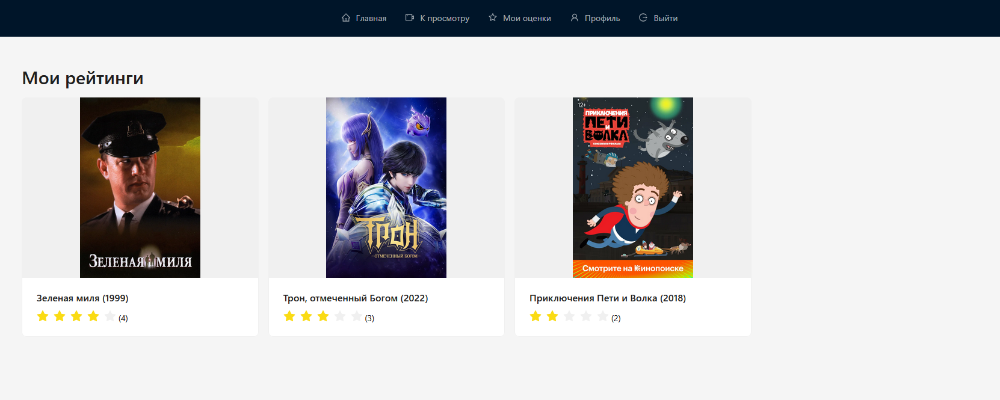 Главная К просмотру Мои оценки Профиль Выйти
Мои рейтинги
ЗЕЛЕНАЯ МИЛЯ
ТРОН
ОТМЕЧЕННЫЙ БОГОМ
12+
ПРИКЛЮЧЕНИЯ
ПЕТИ
И
ВОЛКА
СОЮЗМУЛЬТФИЛЬМ
Смотрите на Кинопоиске
Зеленая миля (1999)
(4)
Трон, отмеченный Богом (2022)
(3)
Приключения Пети и Волка (2018)
(2)